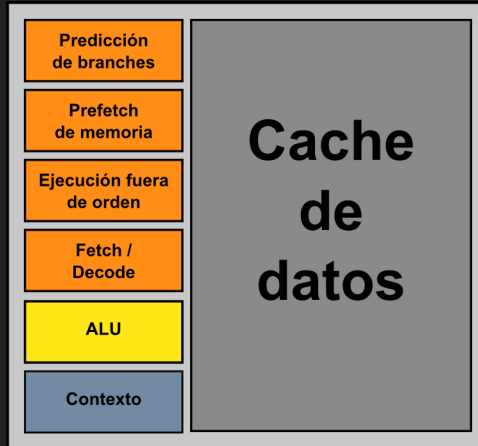 Predicción
de branches
Prefetch
de memoria
Ejecución fuera
de orden
Fetch /
Decode
ALU
Contexto
Cache
de
datos